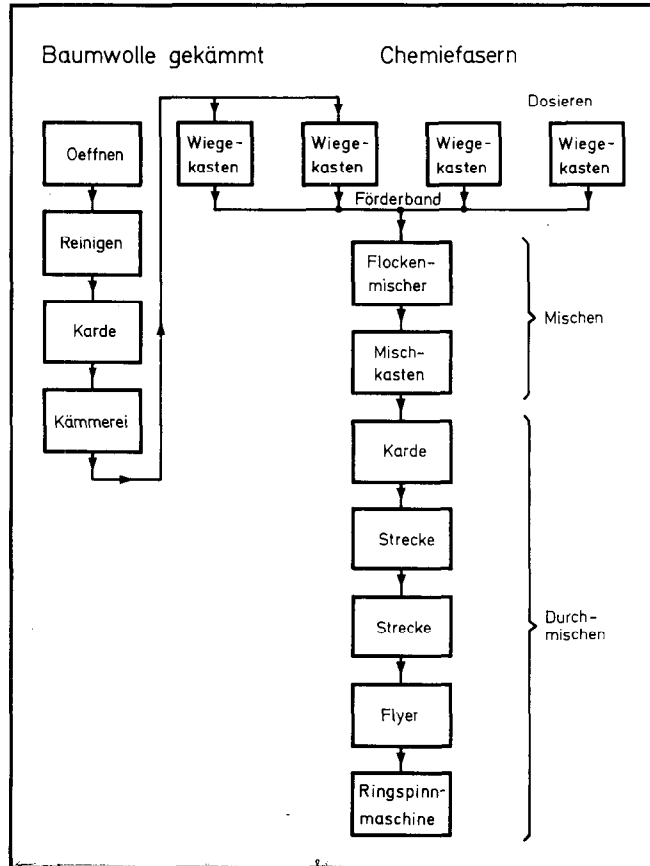 Baumwolle gekämmt
Chemiefasern
Dosieren
Oeffnen
Reinigen
Karde
Kämmerei
Wiege-
kasten
Wiege-
kasten
Wiege-
kasten
Wiege-
kasten
Förderband
Flocken-
mischer
Misch-
kasten
Mischen
Karde
Strecke
Strecke
Flyer
Ringspinn-
maschine
Durch-
mischen